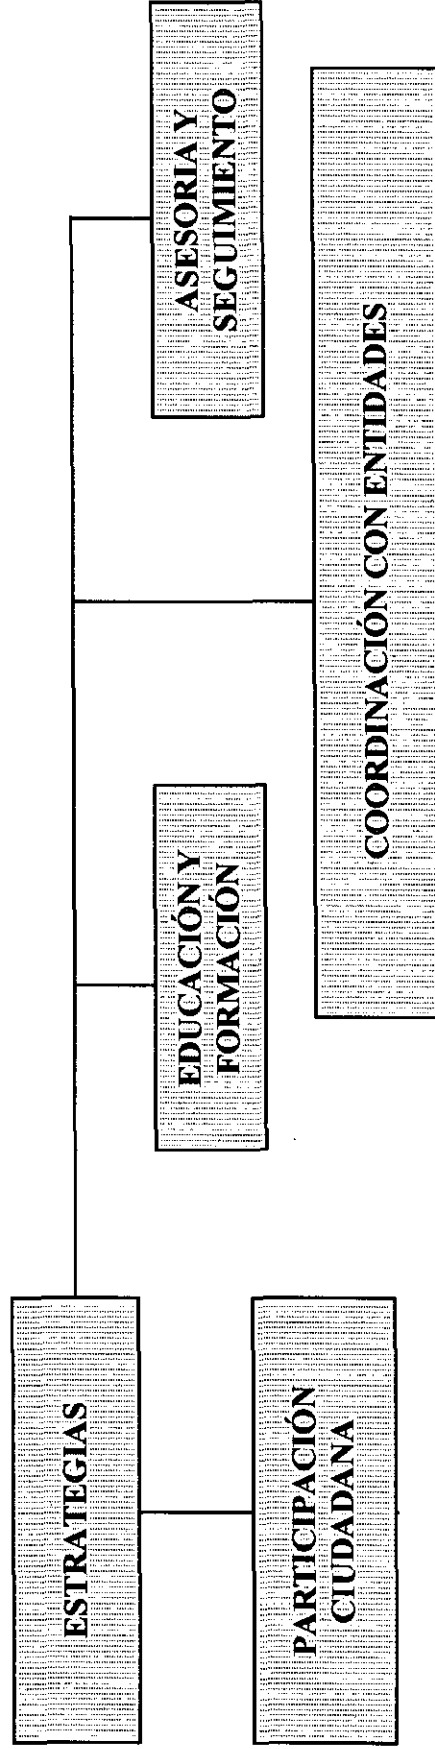 ESTRATEGIAS
PARTICIPACIÓN
CIUDADANA
EDUCACIÓN Y
FORMACIÓN
COORDINACIÓN CON ENTIDADES
ASESORIA Y
SEGUIMIENTO